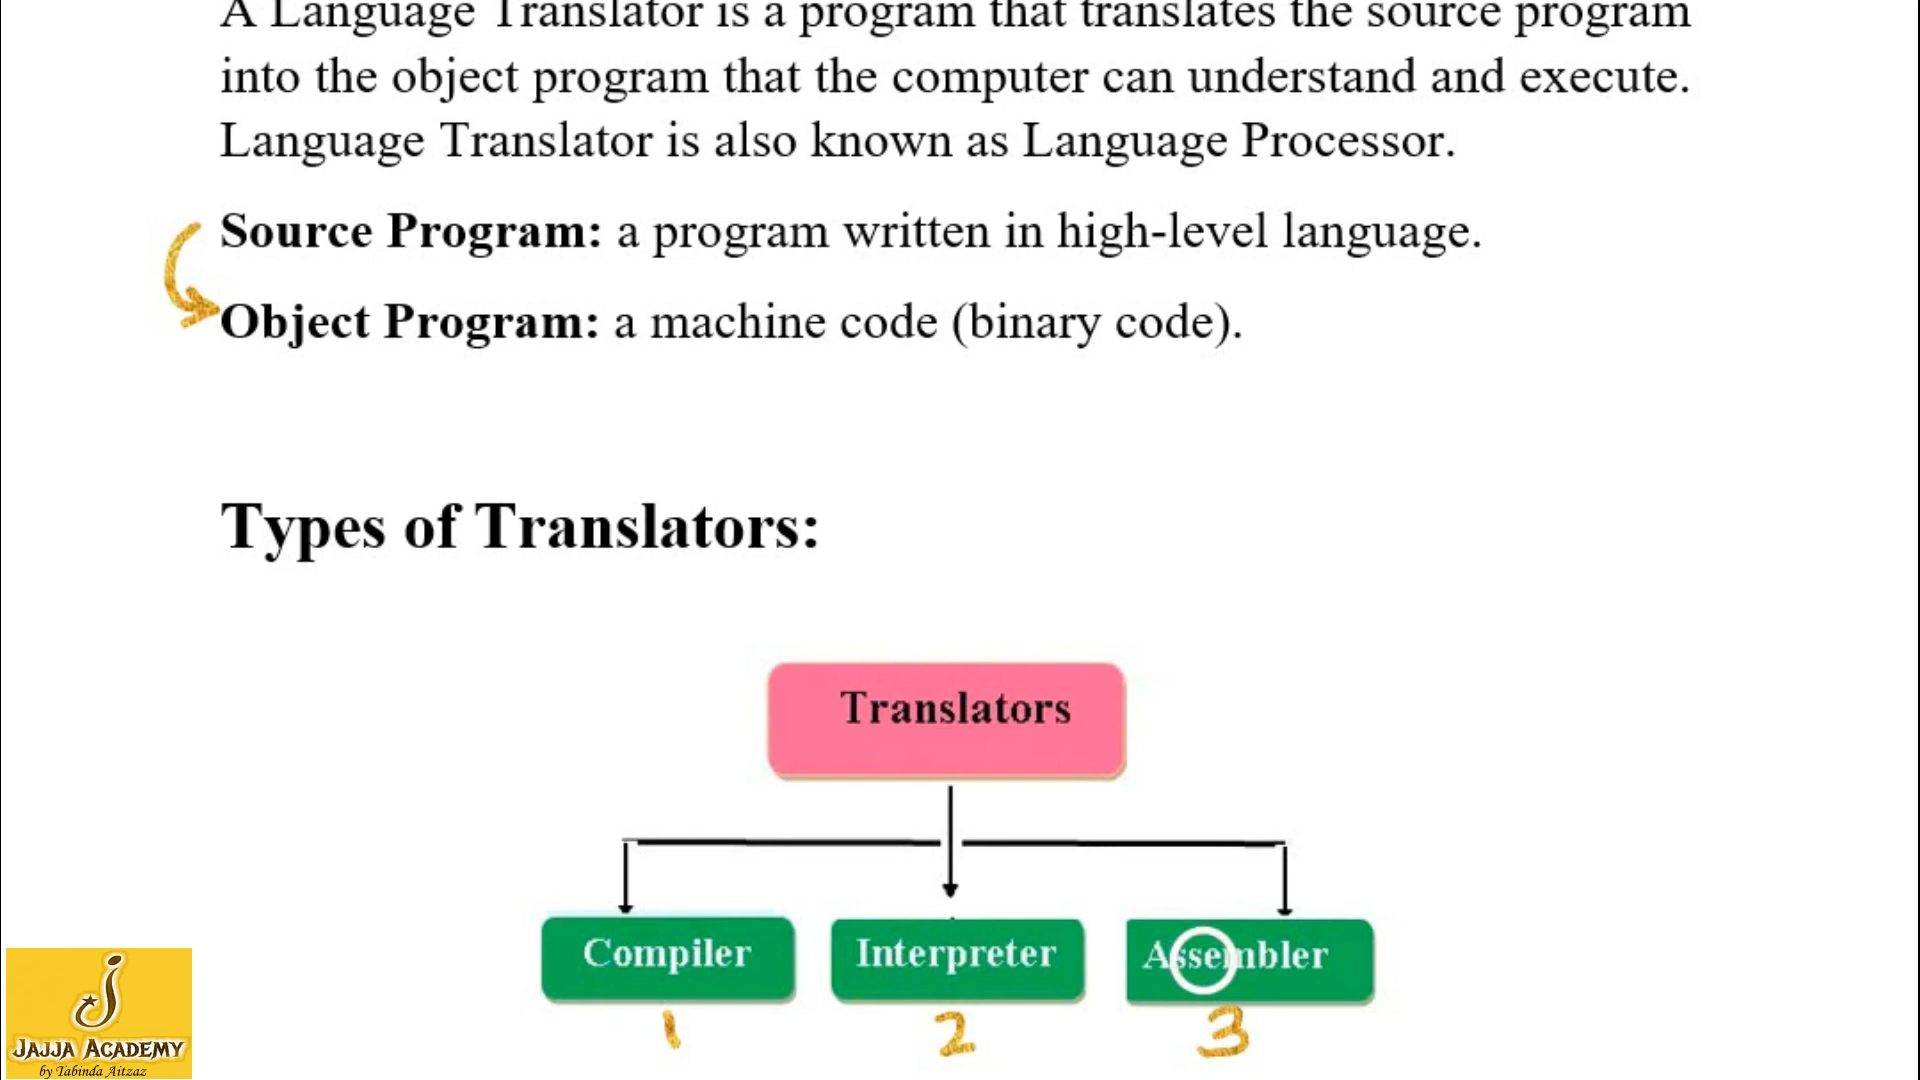 A Language Translator is a program that translates the source program
into the object program that the computer can understand and execute.
Language Translator is also known as Language Processor.
Source Program: a program written in high-level language.
Object Program: a machine code (binary code).
Types of Translators:
Translators
Compiler Interpreter Assembler
1 2 3
JAJJA ACADEMY
by Tabinda Aitzaz